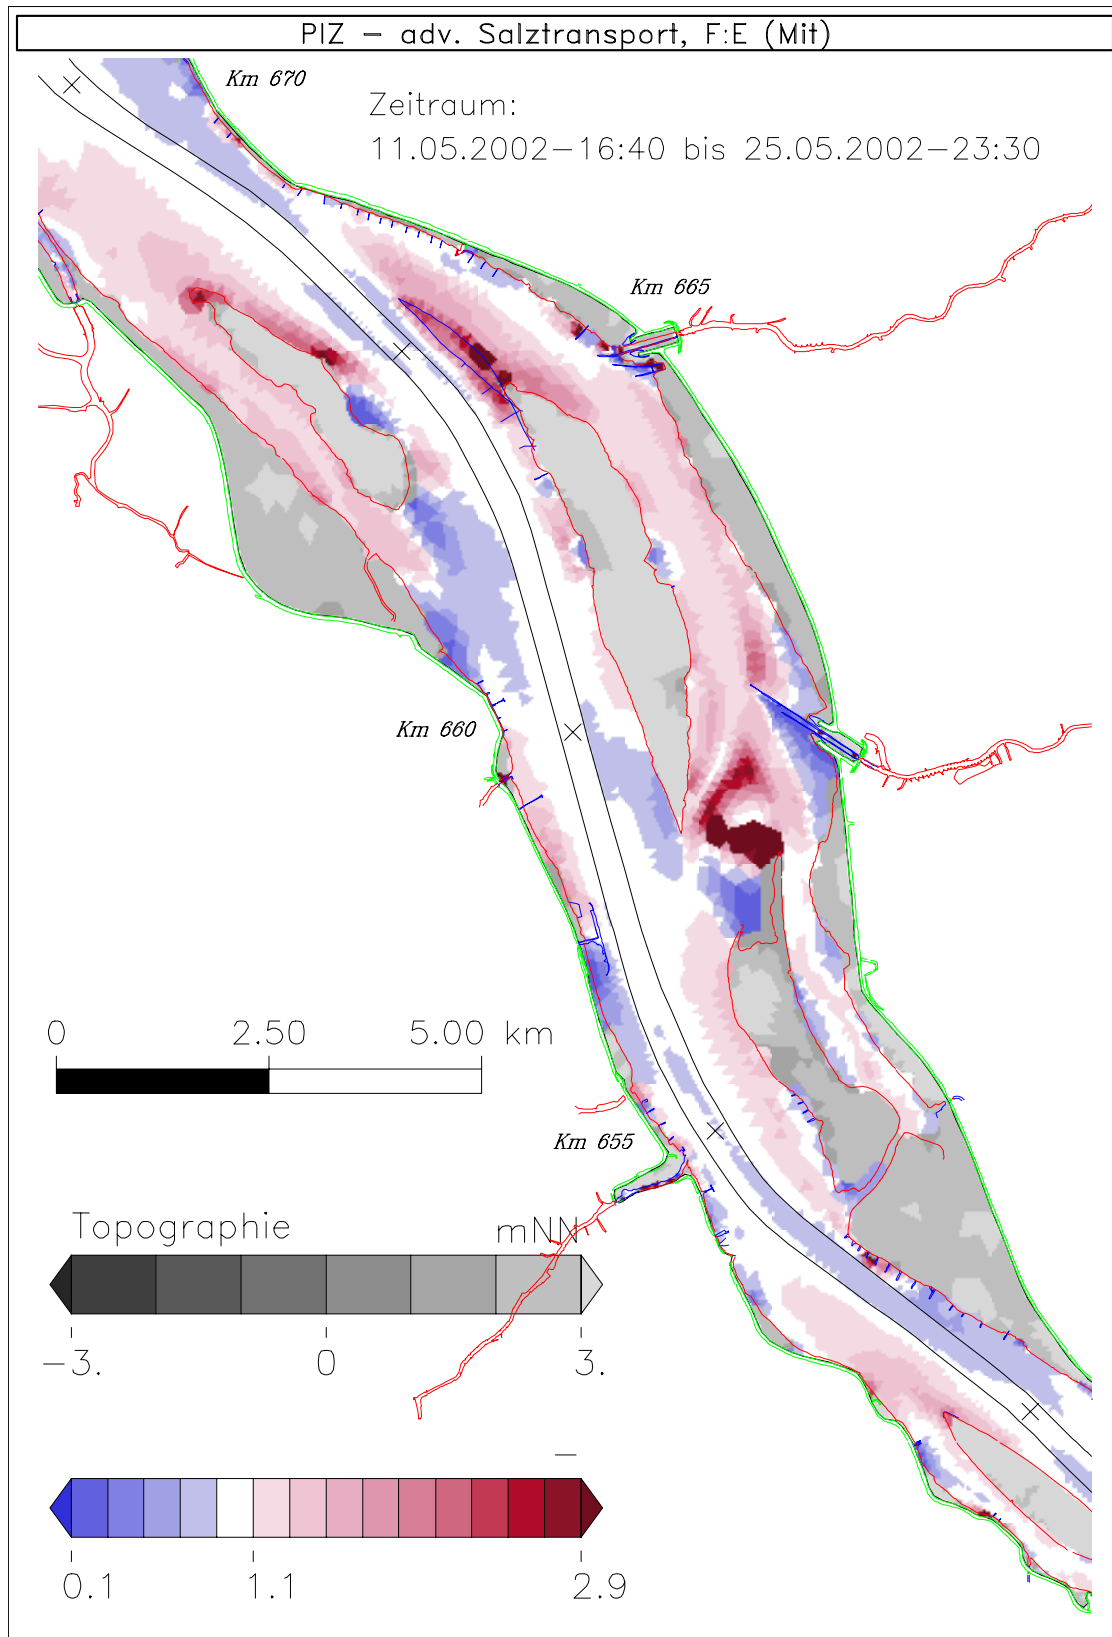 PIZ – adv. Salztransport, F:E (Mit)
Km 670
Zeitraum:
11.05.2002–16:40 bis 25.05.2002–23:30
Km 665
Km 660
0 2.50 5.00 km
Km 655
Topographie mNN
–3. 0 3.
–
0.1 1.1 2.9